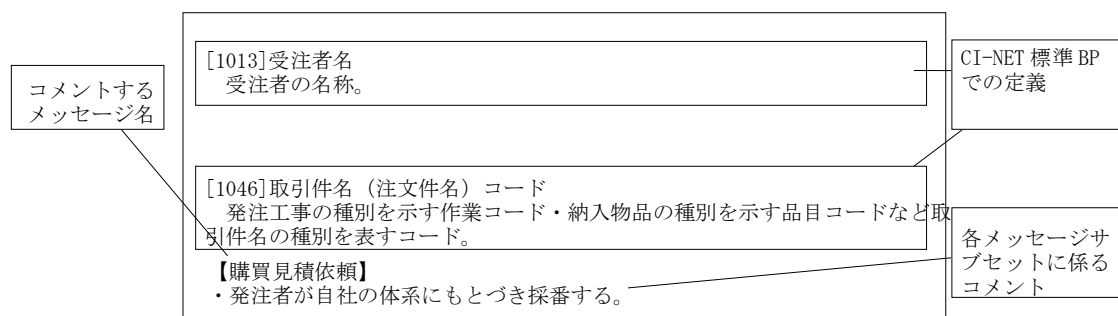 [1013]受注者名
受注者の名称。
CI-NET 標準 BP
での定義
コメントする
メッセージ名
[1046]取引件名（注文件名）コード
発注工事の種別を示す作業コード・納入物品の種別を示す品目コードなど取
引件名の種別を表すコード。
【購買見積依頼】
・発注者が自社の体系にもとづき採番する。
各メッセージサ
ブセットに係る
コメント